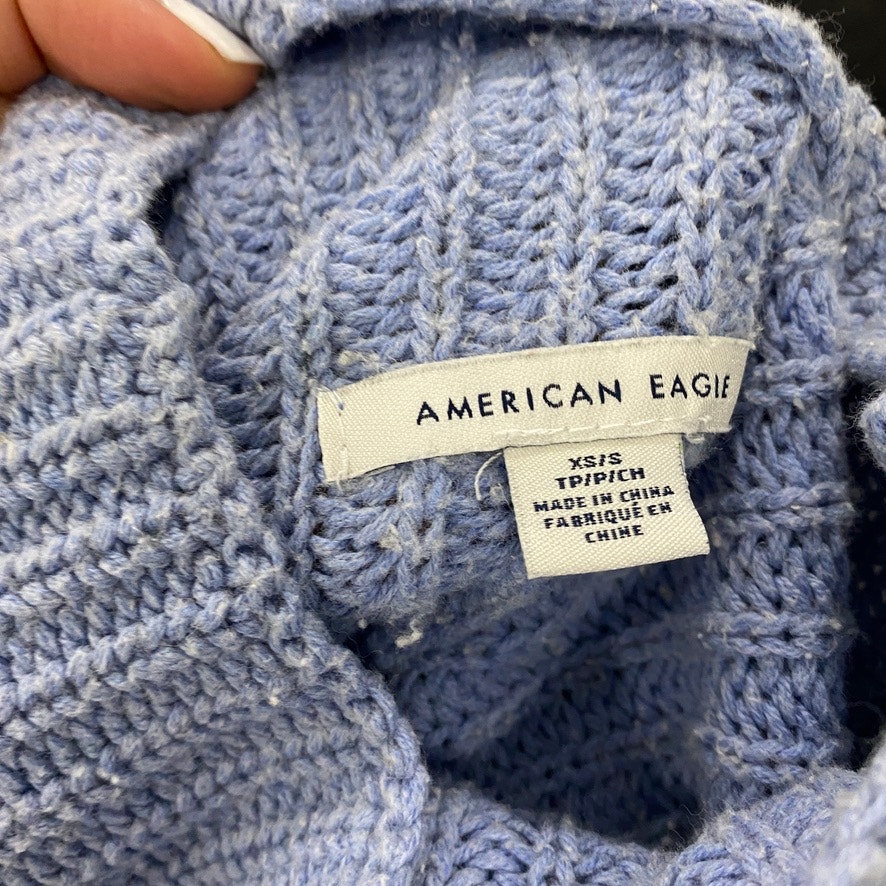 AMERICAN EAGLE
XS/S
TP/P/CH
MADE IN CHINA
FABRIQUÉ EN
CHINE